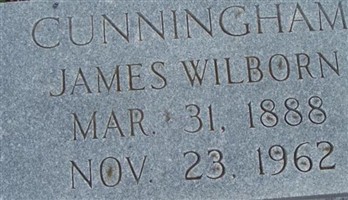 CUNNINGHAM
JAMES WILBORN
MAR. 31, 1888
NOV. 23. 1962